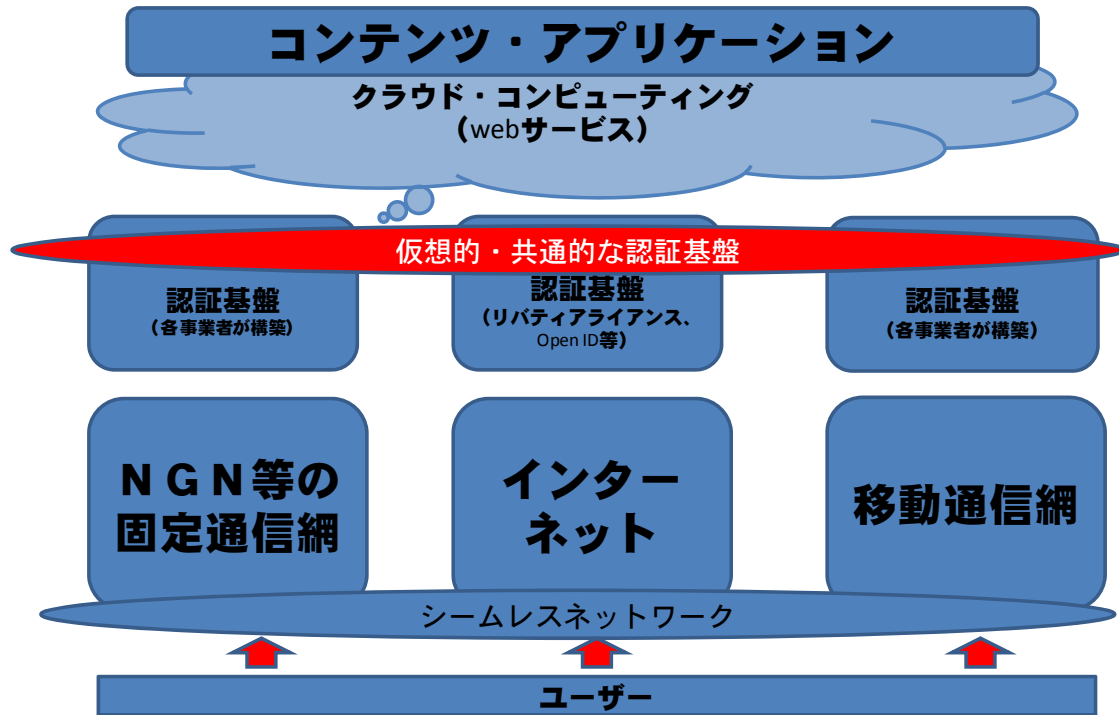 コンテンツ・アプリケーション
クラウド・コンピューティング
(webサービス)
仮想的・共通的な認証基盤
認証基盤
(各事業者が構築)
認証基盤
(リバティアライアンス、
Open ID等)
認証基盤
(各事業者が構築)
ＮＧＮ等の
固定通信網
インター
ネット
移動通信網
シームレスネットワーク
ユーザー